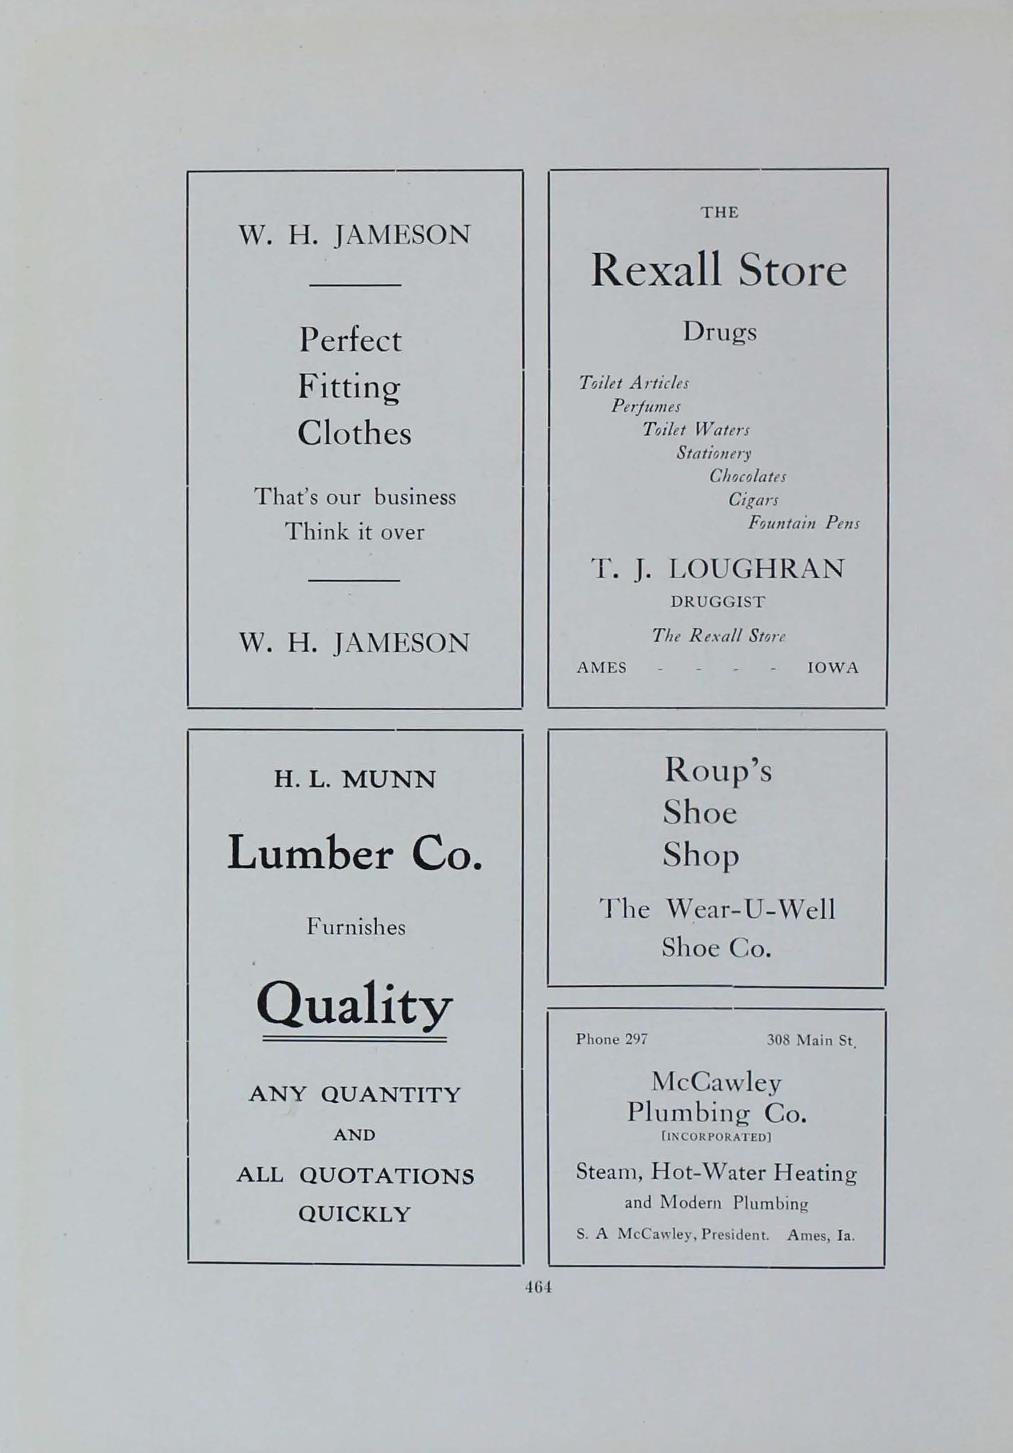 W. H. JAMESON
Perfect
Fitting
Clothes
That's our business
Think it over
W. H. JAMESON
THE
Rexall Store
Drugs
Toilet Articles
Perfumes
Toilet Waters
Stationery
Chocolates
Cigars
Fountain Pens
T. J. LOUGHRAN
DRUGGIST
The Rexall Store
AMES - - - - IOWA
H. L. MUNN
Lumber Co.
Furnishes
Quality
ANY QUANTITY
AND
ALL QUOTATIONS
QUICKLY
Roup's
Shoe
Shop
The Wear-U-Well
Shoe Co.
Phone 297 308 Main St.
McCawley
Plumbing Co.
[INCORPORATED]
Steam, Hot-Water Heating
and Modern Plumbing
S. A McCawley, President. Ames, Ia.
464